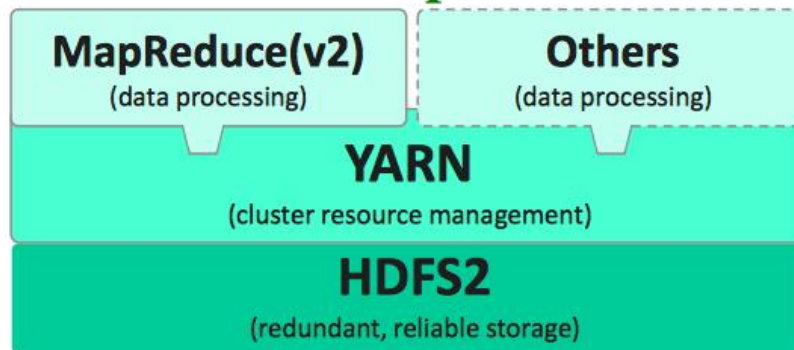 MapReduce(v2)
(data processing)
Others
(data processing)
YARN
(cluster resource management)
HDFS2
(redundant, reliable storage)